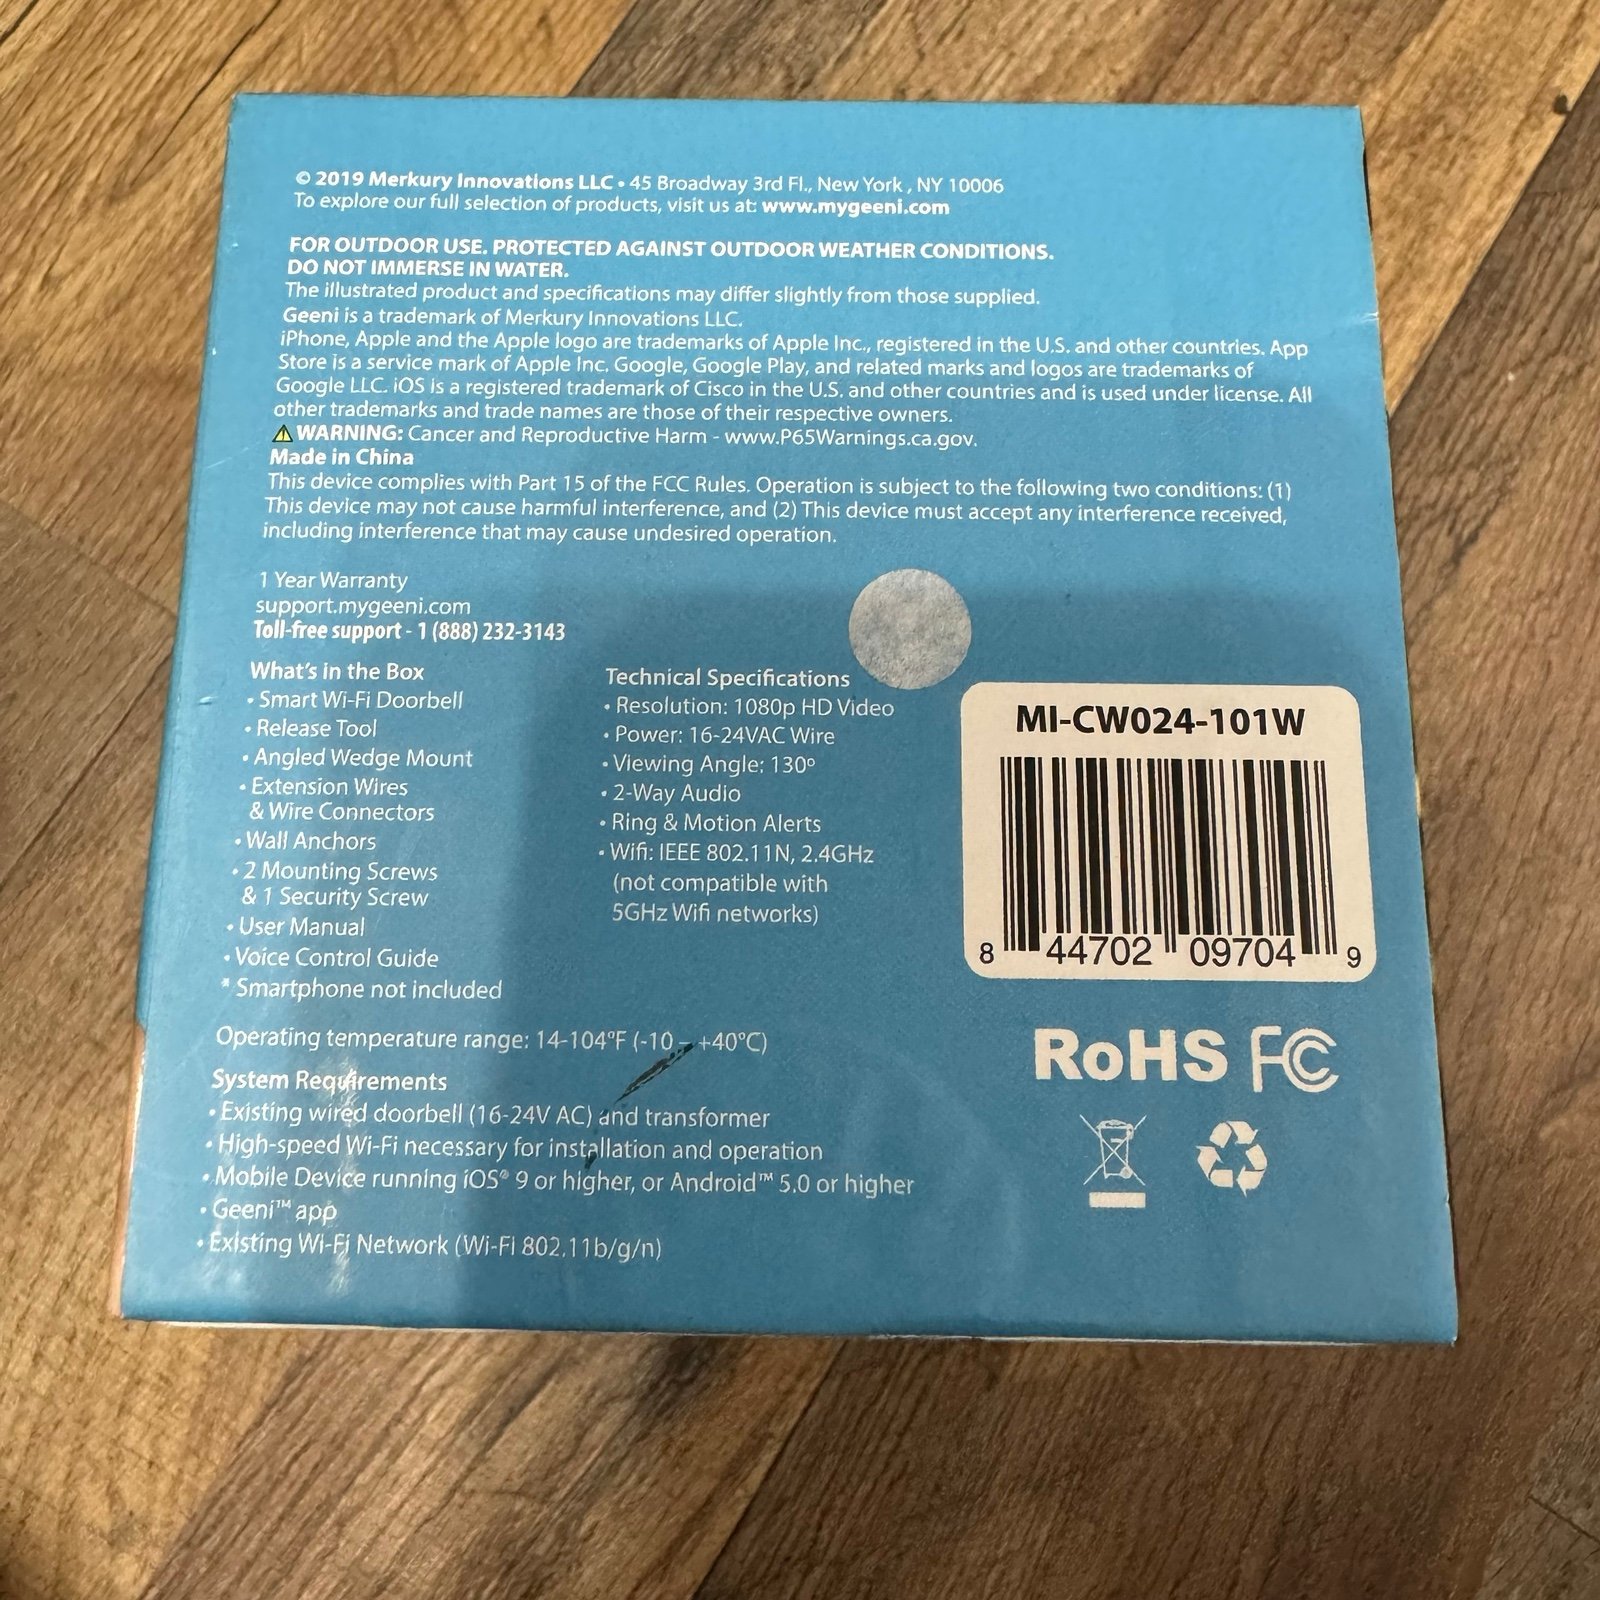 © 2019 Merkury Innovations LLC • 45 Broadway 3rd Fl., New York , NY 10006
To explore our full selection of products, visit us at: www.mygeeni.com
FOR OUTDOOR USE. PROTECTED AGAINST OUTDOOR WEATHER CONDITIONS.
DO NOT IMMERSE IN WATER.
The illustrated product and specifications may differ slightly from those supplied.
Geeni is a trademark of Merkury Innovations LLC.
iPhone, Apple and the Apple logo are trademarks of Apple Inc., registered in the U.S. and other countries. App
Store is a service mark of Apple Inc. Google, Google Play, and related marks and logos are trademarks of
Google LLC. iOS is a registered trademark of Cisco in the U.S. and other countries and is used under license. All
other trademarks and trade names are those of their respective owners.
⚠ WARNING: Cancer and Reproductive Harm - www.P65Warnings.ca.gov.
Made in China
This device complies with Part 15 of the FCC Rules. Operation is subject to the following two conditions: (1)
This device may not cause harmful interference, and (2) This device must accept any interference received,
including interference that may cause undesired operation.
1 Year Warranty
support.mygeeni.com
Toll-free support - 1 (888) 232-3143
What's in the Box
• Smart Wi-Fi Doorbell
• Release Tool
• Angled Wedge Mount
• Extension Wires
& Wire Connectors
• Wall Anchors
• 2 Mounting Screws
& 1 Security Screw
• User Manual
• Voice Control Guide
* Smartphone not included
Technical Specifications
• Resolution: 1080p HD Video
• Power: 16-24VAC Wire
• Viewing Angle: 130º
• 2-Way Audio
• Ring & Motion Alerts
• Wifi: IEEE 802.11N, 2.4GHz
(not compatible with
5GHz Wifi networks)
MI-CW024-101W
8 44702 09704 9
Operating temperature range: 14-104ºF (-10 – +40ºC)
System Requirements
• Existing wired doorbell (16-24V AC) and transformer
• High-speed Wi-Fi necessary for installation and operation
• Mobile Device running iOS® 9 or higher, or Android™ 5.0 or higher
• Geeni™ app
• Existing Wi-Fi Network (Wi-Fi 802.11b/g/n)
RoHS FC